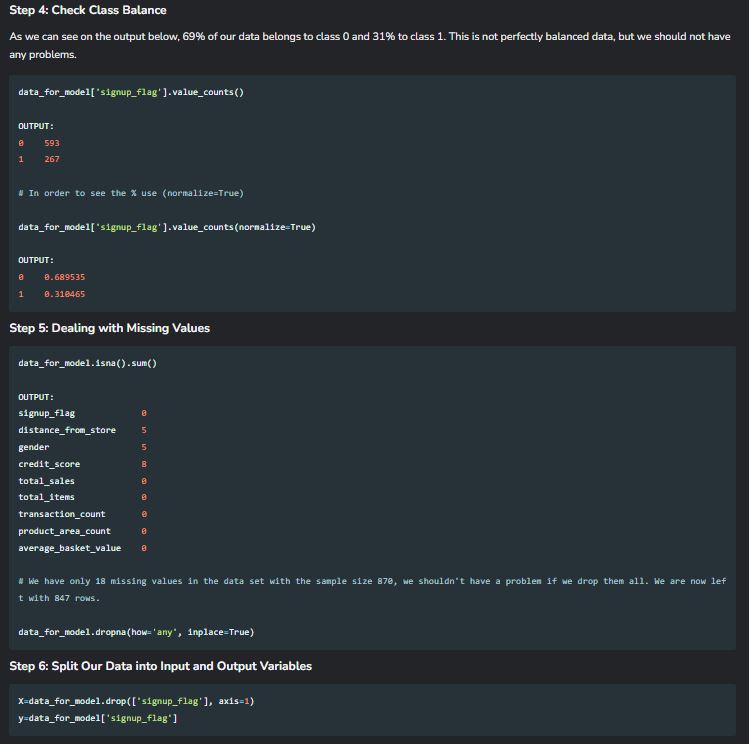 Step 4: Check Class Balance
As we can see on the output below, 69% of our data belongs to class 0 and 31% to class 1. This is not perfectly balanced data, but we should not have
any problems.
data_for_model['signup_flag'].value_counts()
OUTPUT:
0    593
1    267
# In order to see the % use (normalize=True)
data_for_model['signup_flag'].value_counts(normalize=True)
OUTPUT:
0    0.689535
1    0.310465
Step 5: Dealing with Missing Values
data_for_model.isna().sum()
OUTPUT:
signup_flag    0
distance_from_store    5
gender    5
credit_score    8
total_sales    0
total_items    0
transaction_count    0
product_area_count    0
average_basket_value    0
# We have only 18 missing values in the data set with the sample size 870, we shouldn't have a problem if we drop them all. We are now lef
t with 847 rows.
data_for_model.dropna(how='any', inplace=True)
Step 6: Split Our Data into Input and Output Variables
X=data_for_model.drop(['signup_flag'], axis=1)
y=data_for_model['signup_flag']